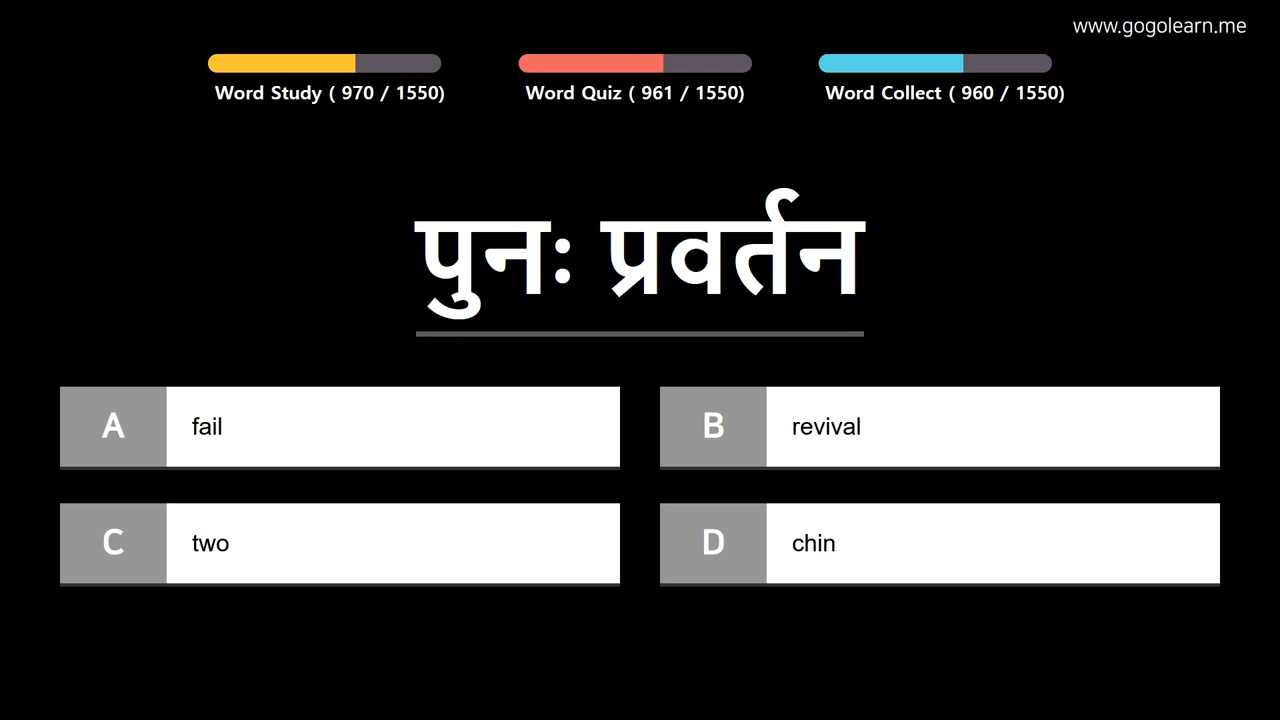 www.gogolearn.me
Word Study ( 970 / 1550)
Word Quiz ( 961 / 1550)
Word Collect ( 960 / 1550)
पुनः प्रवर्तन
A fail
B revival
C two
D chin